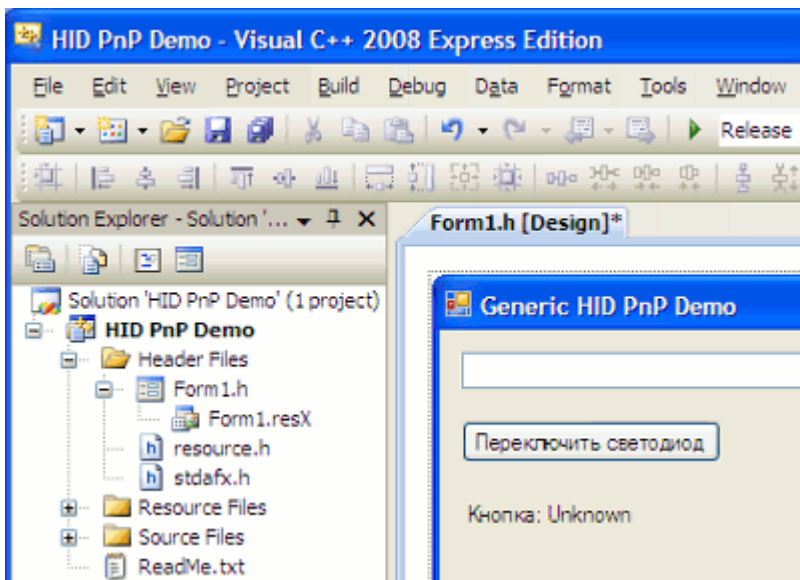 HID PnP Demo - Visual C++ 2008 Express Edition
File Edit View Project Build Debug Data Format Tools Window
Release
Solution Explorer - Solution '...
Form1.h [Design]*
Solution 'HID PnP Demo' (1 project)
HID PnP Demo
Header Files
Form1.h
Form1.resX
resource.h
stdafx.h
Resource Files
Source Files
ReadMe.txt
Generic HID PnP Demo
Переключить светодиод
Кнопка: Unknown